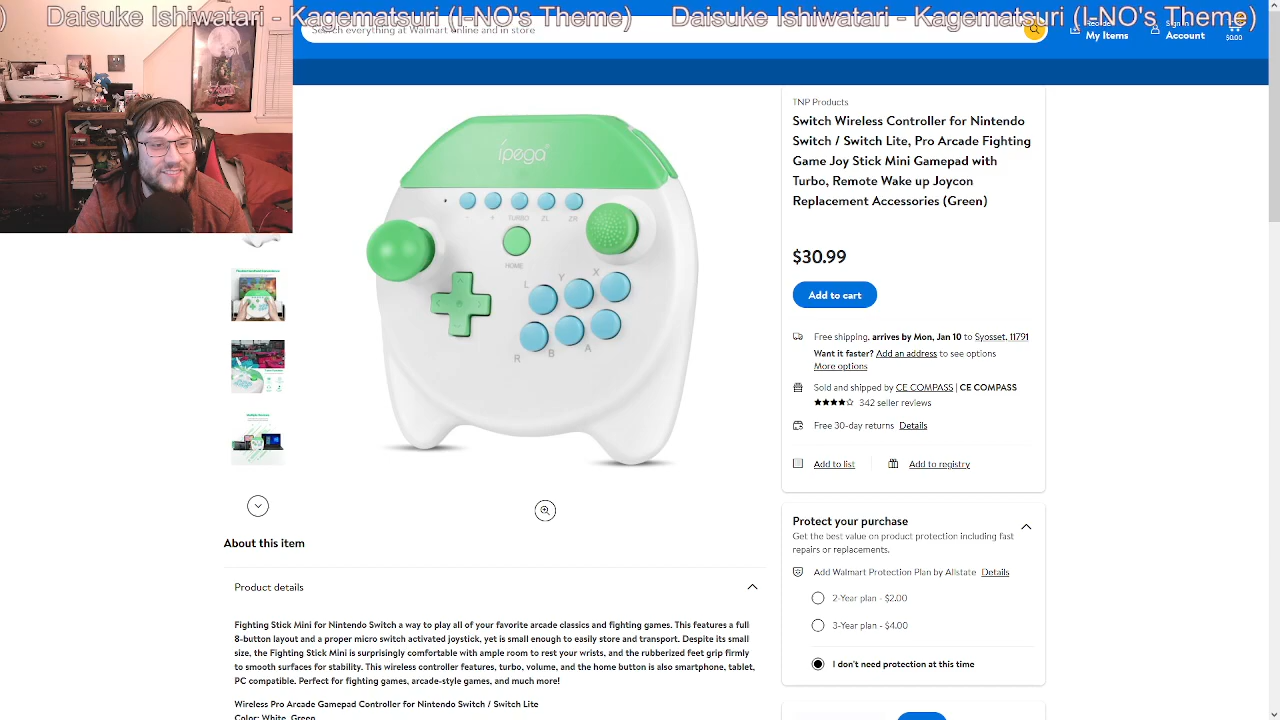 ) Daisuke Ishiwatari - Kagematsuri (I-NO's Theme) Daisuke Ishiwatari - Kagematsuri (I-NO's Theme)
Search everything at Walmart online and in store
My Items
Account
$0.00
ipega
- + TURBO ZL ZR
HOME
L Y X
R B A
TNP Products
Switch Wireless Controller for Nintendo
Switch / Switch Lite, Pro Arcade Fighting
Game Joy Stick Mini Gamepad with
Turbo, Remote Wake up Joycon
Replacement Accessories (Green)
$30.99
Add to cart
Free shipping, arrives by Mon, Jan 10 to Syosset, 11791
Want it faster? Add an address to see options
More options
Sold and shipped by CE COMPASS | CE COMPASS
342 seller reviews
Free 30-day returns Details
Add to list
Add to registry
Protect your purchase
Get the best value on product protection including fast
repairs or replacements.
Add Walmart Protection Plan by Allstate Details
2-Year plan - $2.00
3-Year plan - $4.00
I don't need protection at this time
About this item
Product details
Fighting Stick Mini for Nintendo Switch a way to play all of your favorite arcade classics and fighting games. This features a full
8-button layout and a proper micro switch activated joystick, yet is small enough to easily store and transport. Despite its small
size, the Fighting Stick Mini is surprisingly comfortable with ample room to rest your wrists, and the rubberized feet grip firmly
to smooth surfaces for stability. This wireless controller features, turbo, volume, and the home button is also smartphone, tablet,
PC compatible. Perfect for fighting games, arcade-style games, and much more!
Wireless Pro Arcade Gamepad Controller for Nintendo Switch / Switch Lite
Color: White, Green